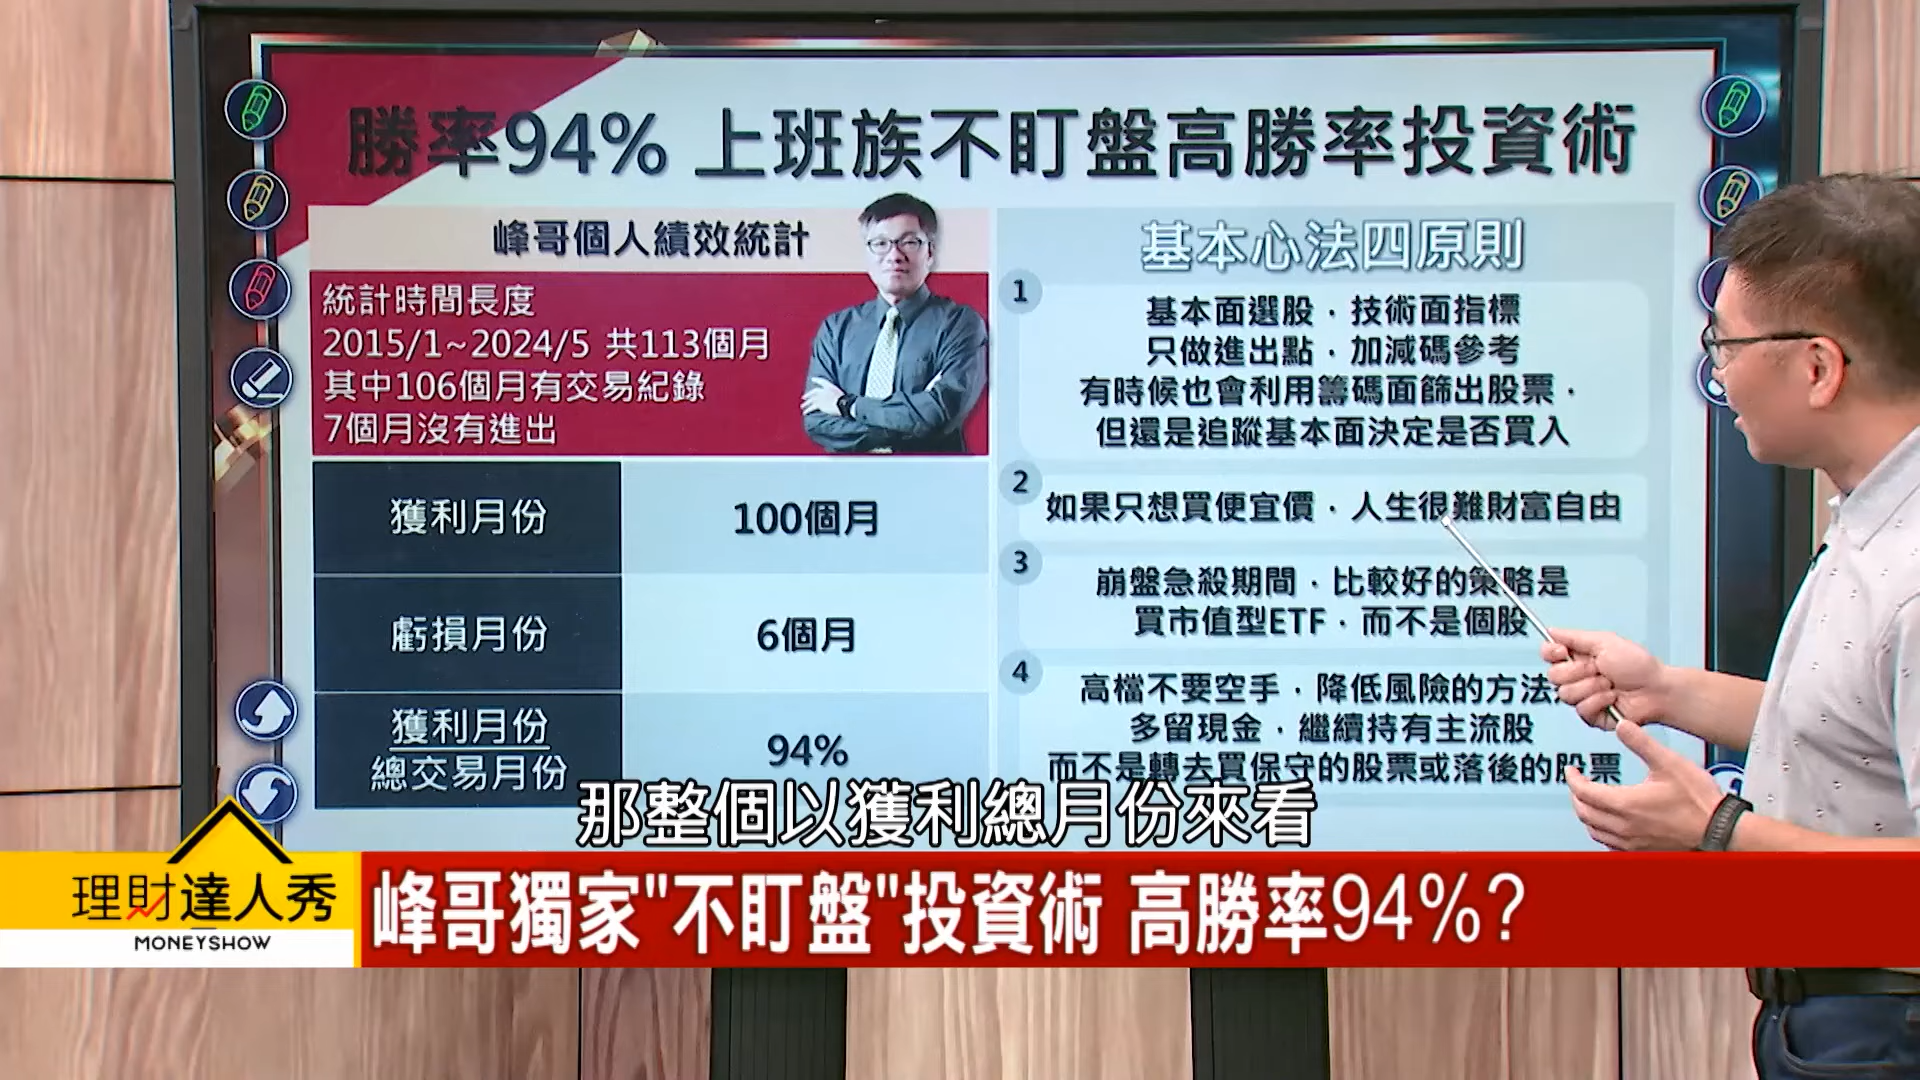 勝率94% 上班族不盯盤高勝率投資術
峰哥個人績效統計
統計時間長度
2015/1~2024/5 共113個月
其中106個月有交易紀錄
7個月沒有進出
獲利月份
100個月
虧損月份
6個月
獲利月份
總交易月份
94%
基本心法四原則
1
基本面選股，技術面指標
只做進出點，加減碼參考
有時候也會利用籌碼面篩出股票，
但還是追蹤基本面決定是否買入
2
如果只想買便宜價，人生很難財富自由
3
崩盤急殺期間，比較好的策略是
買市值型ETF，而不是個股
4
高檔不要空手，降低風險的方法
多留現金，繼續持有主流股
而不是轉去買保守的股票或落後的股票
那整個以獲利總月份來看
理財達人秀
MONEYSHOW
峰哥獨家"不盯盤"投資術 高勝率94%?